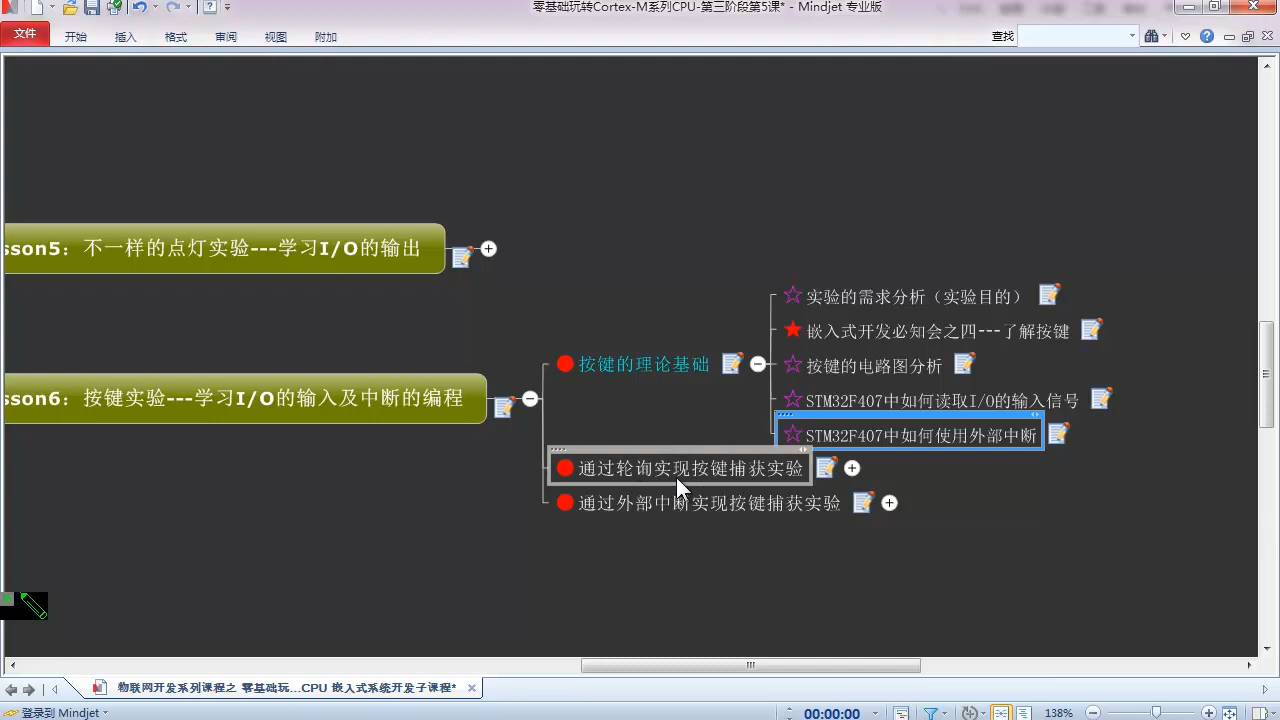 零基础玩转Cortex-M系列CPU-第三阶段第5课* - Mindjet 专业版
文件 开始 插入 格式 审阅 视图 附加 查找
sson5：不一样的点灯实验---学习I/O的输出
实验的需求分析（实验目的）
嵌入式开发必知会之四---了解按键
按键的理论基础
按键的电路图分析
sson6：按键实验---学习I/O的输入及中断的编程
STM32F407中如何读取I/O的输入信号
STM32F407中如何使用外部中断
通过轮询实现按键捕获实验
通过外部中断实现按键捕获实验
物联网开发系列课程之 零基础玩...CPU 嵌入式系统开发子课程*
登录到 Mindjet 00:00:00 138%